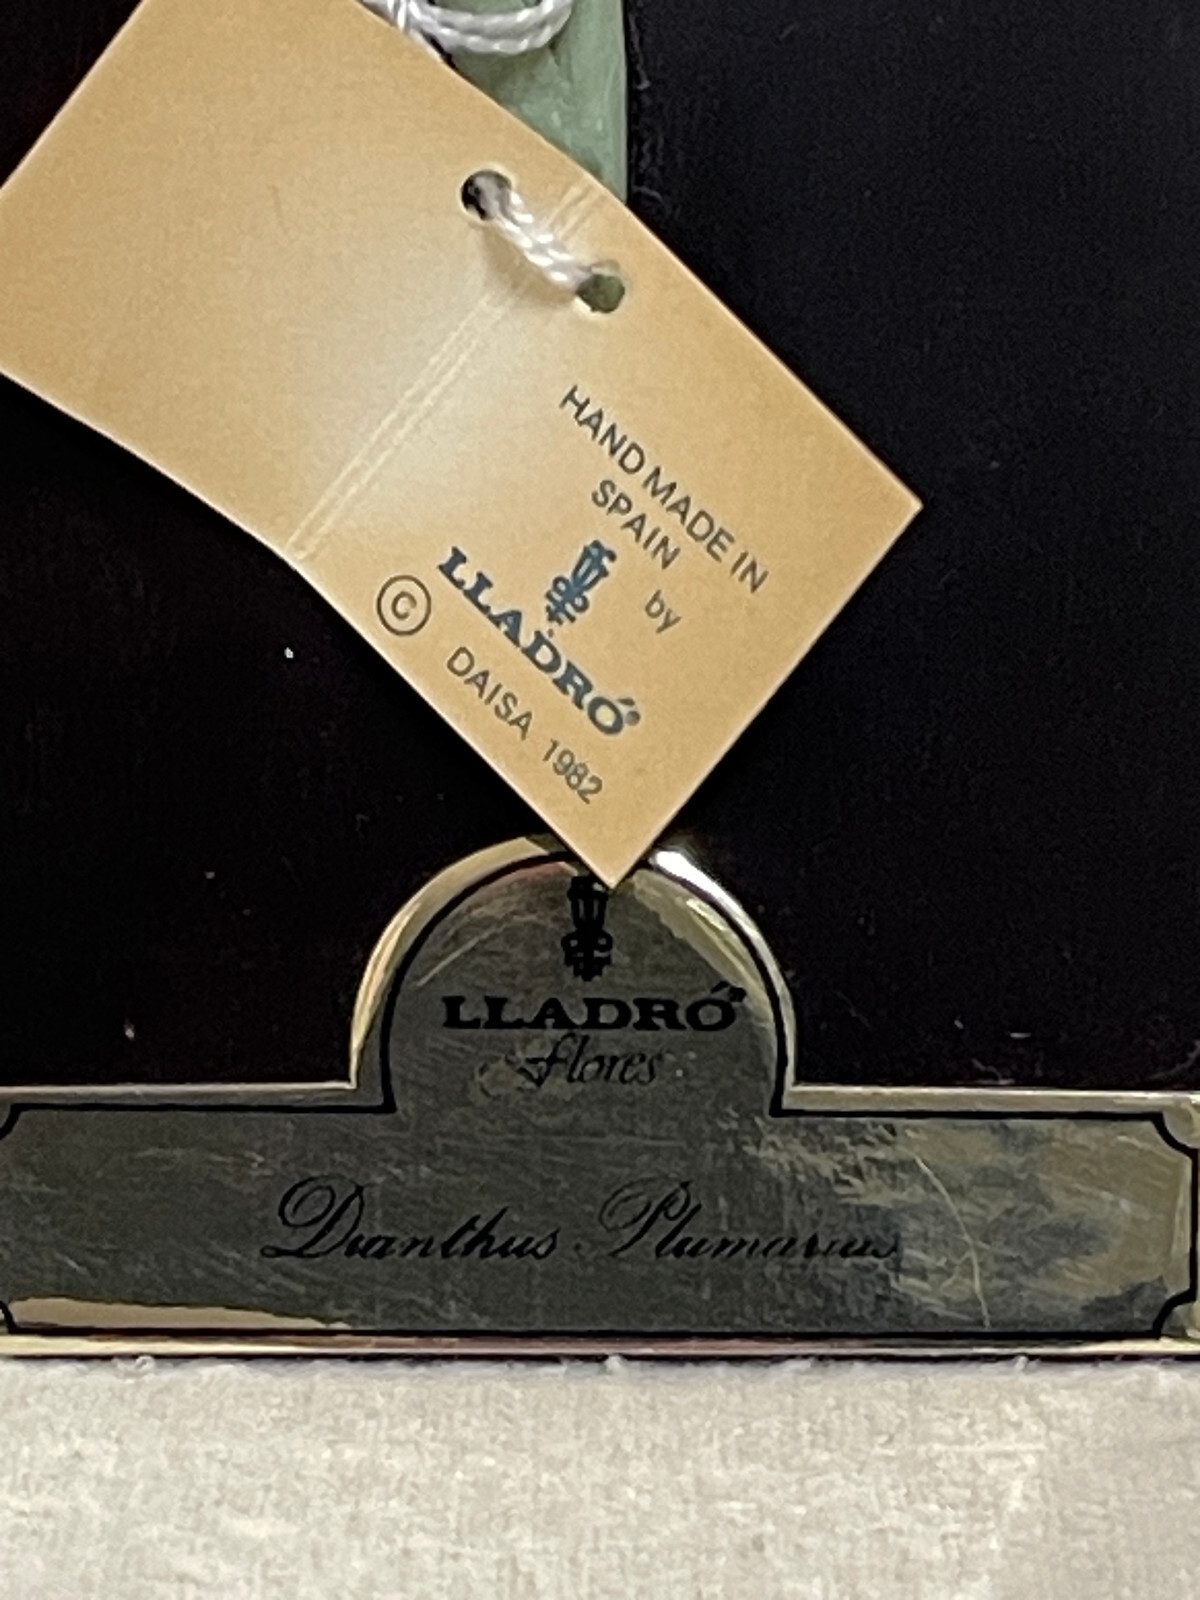 HAND MADE IN
SPAIN
by
LLADRÓ®
© DAISA 1982
LLADRÓ®
flores
Dianthus Plumarius